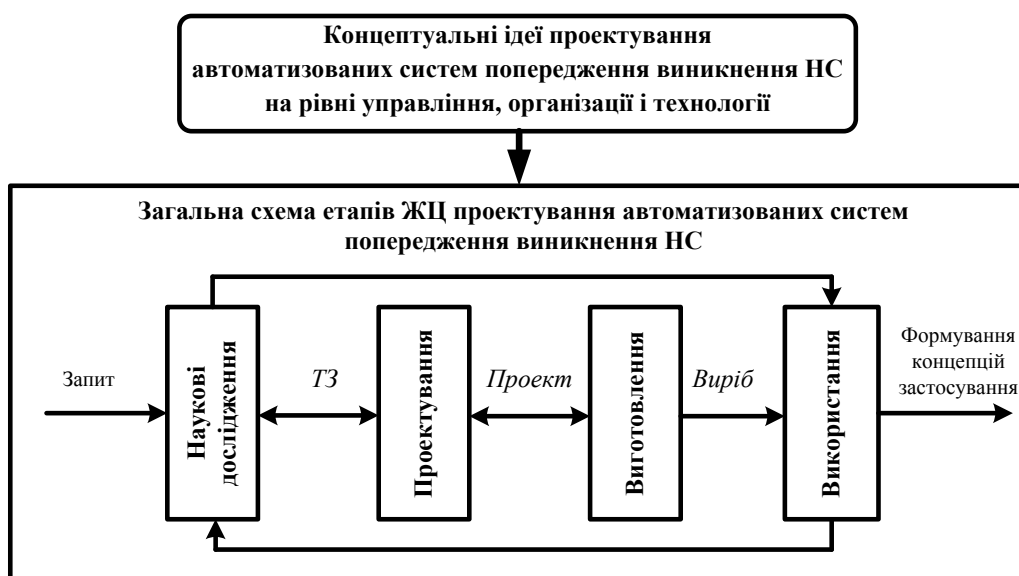 Концептуальні ідеї проектування
автоматизованих систем попередження виникнення НС
на рівні управління, організації і технології
Загальна схема етапів ЖЦ проектування автоматизованих систем
попередження виникнення НС
Запит
Наукові
дослідження
ТЗ
Проектування
Проект
Виготовлення
Виріб
Використання
Формування
концепцій
застосування